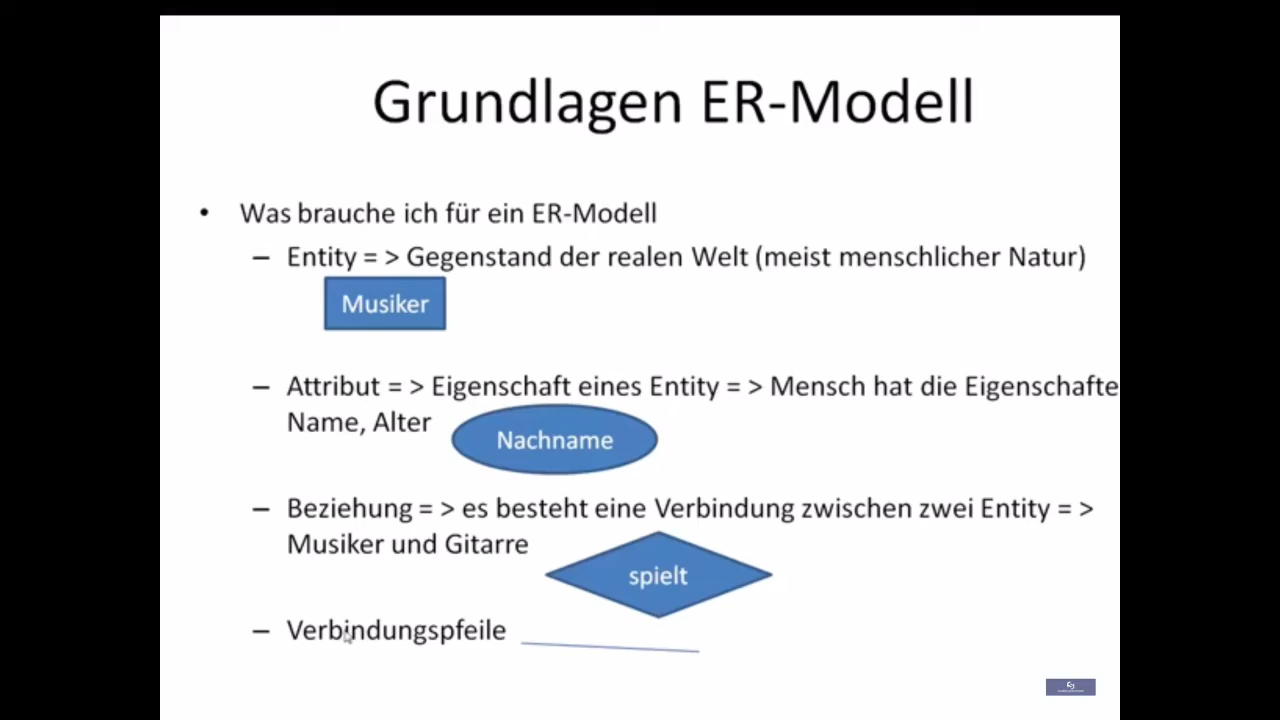 Grundlagen ER-Modell
• Was brauche ich für ein ER-Modell
– Entity = > Gegenstand der realen Welt (meist menschlicher Natur)
Musiker
– Attribut = > Eigenschaft eines Entity = > Mensch hat die Eigenschafte
Name, Alter
Nachname
– Beziehung = > es besteht eine Verbindung zwischen zwei Entity = >
Musiker und Gitarre
spielt
– Verbindungspfeile